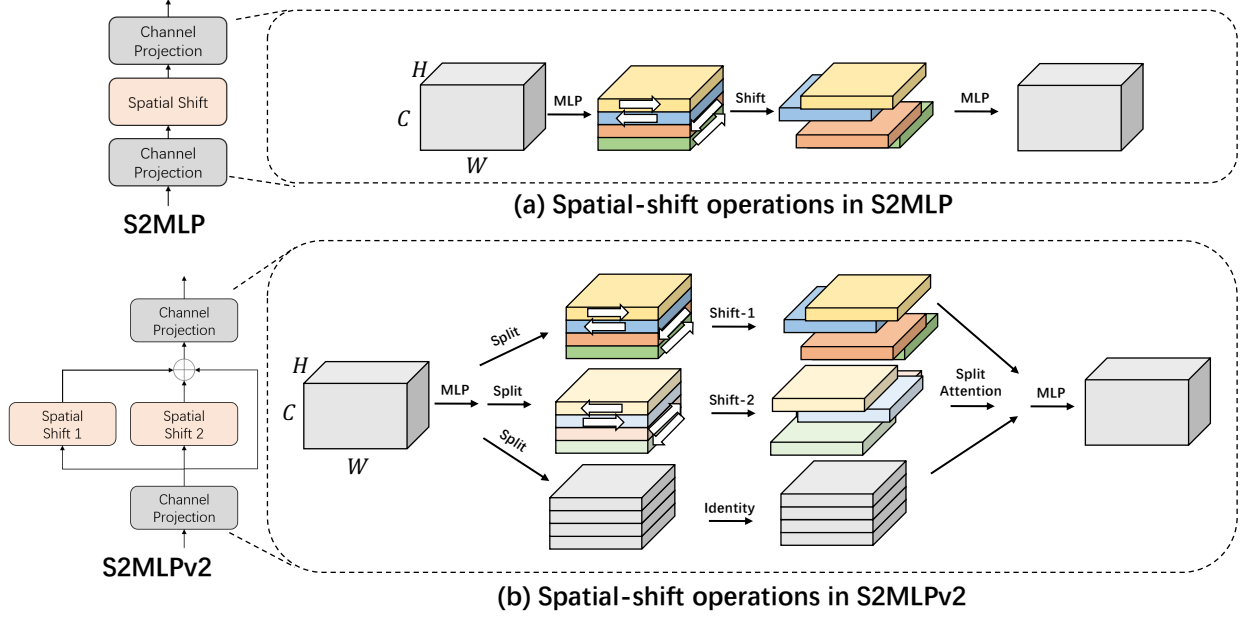 Channel
Projection
Spatial Shift
Channel
Projection
S2MLP
H
C
W
MLP
Shift
MLP
(a) Spatial-shift operations in S2MLP
Channel
Projection
Spatial
Shift 1
Spatial
Shift 2
Channel
Projection
S2MLPv2
H
C
W
MLP
Split
Split
Split
Shift-1
Shift-2
Identity
Split
Attention
MLP
(b) Spatial-shift operations in S2MLPv2